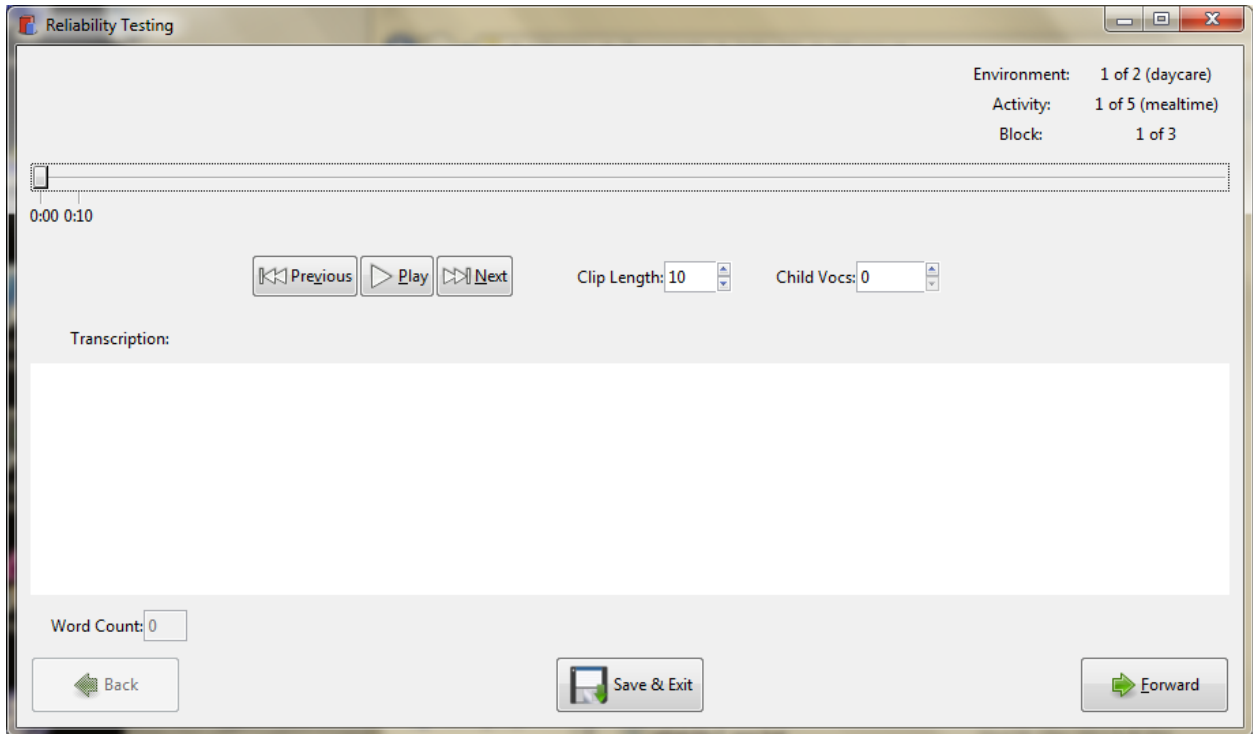 Reliability Testing
Environment: 1 of 2 (daycare)
Activity: 1 of 5 (mealtime)
Block: 1 of 3
0:00 0:10
Previous Play Next Clip Length: 10 Child Vocs: 0
Transcription:
Word Count: 0
Back Save & Exit Forward